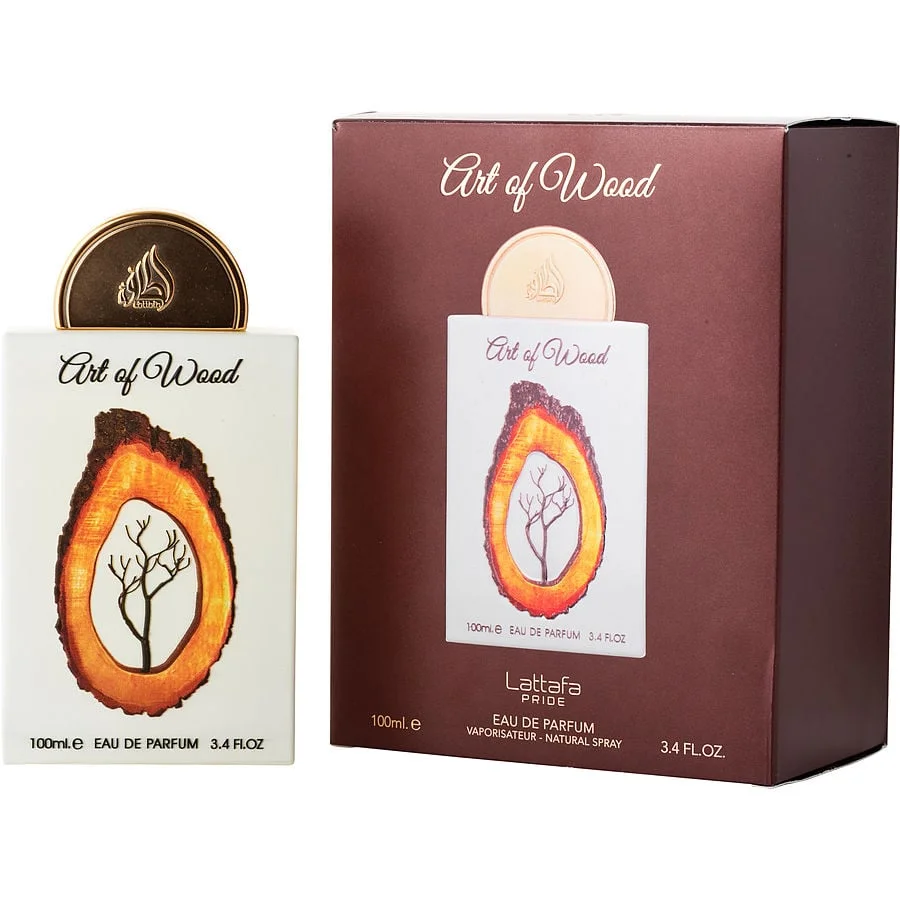 Art of Wood
100ml.e EAU DE PARFUM 3.4 FL.OZ
Art of Wood
Art of Wood
100ml.e EAU DE PARFUM 3.4 FL.OZ
Lattafa
PRIDE
EAU DE PARFUM
VAPORISATEUR - NATURAL SPRAY
100ml. e
3.4 FL.OZ.